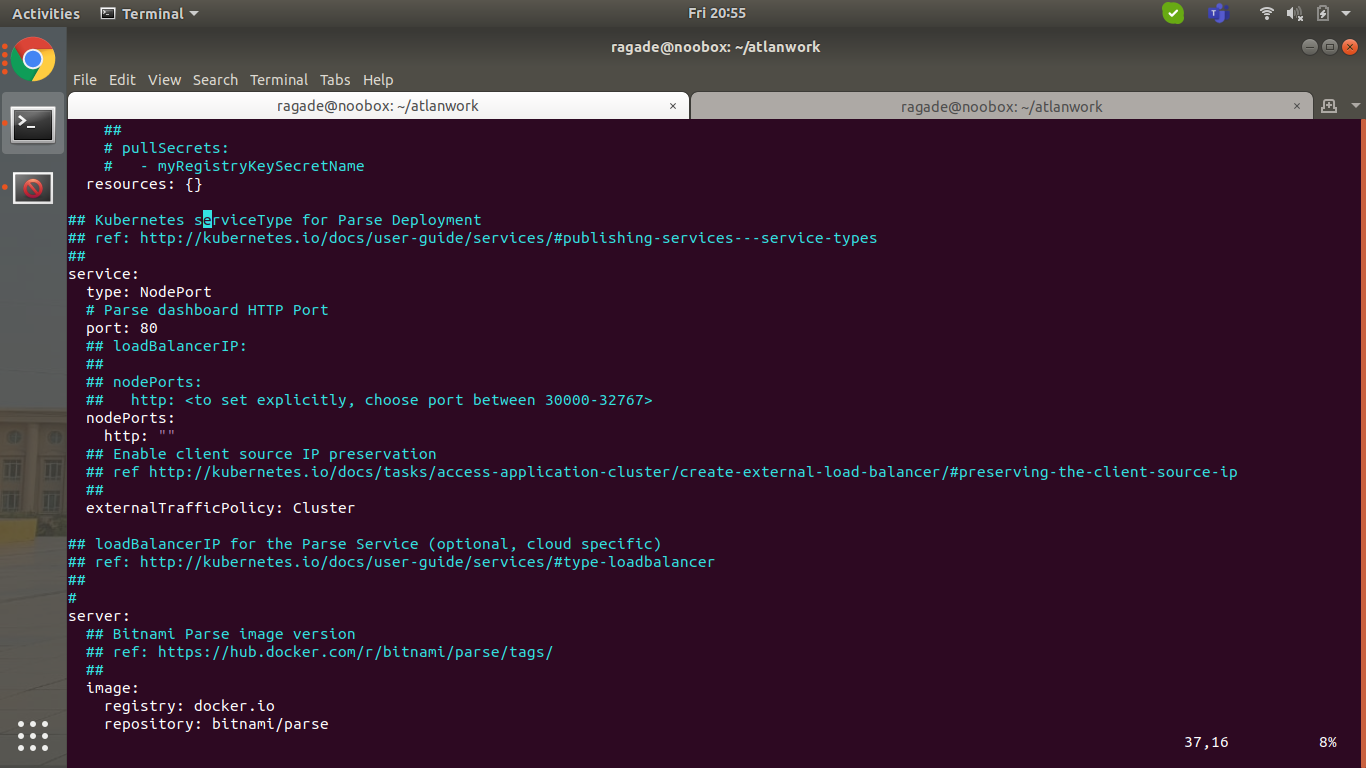 Activities Terminal Fri 20:55
ragade@noobox: ~/atlanwork
File Edit View Search Terminal Tabs Help
ragade@noobox: ~/atlanwork × ragade@noobox: ~/atlanwork ×
    ##
    # pullSecrets:
    #   - myRegistryKeySecretName
  resources: {}
## Kubernetes serviceType for Parse Deployment
## ref: http://kubernetes.io/docs/user-guide/services/#publishing-services---service-types
##
service:
  type: NodePort
  # Parse dashboard HTTP Port
  port: 80
  ## loadBalancerIP:
  ##
  ## nodePorts:
  ##   http: <to set explicitly, choose port between 30000-32767>
  nodePorts:
    http: ""
  ## Enable client source IP preservation
  ## ref http://kubernetes.io/docs/tasks/access-application-cluster/create-external-load-balancer/#preserving-the-client-source-ip
  ##
  externalTrafficPolicy: Cluster
## loadBalancerIP for the Parse Service (optional, cloud specific)
## ref: http://kubernetes.io/docs/user-guide/services/#type-loadbalancer
##
#
server:
  ## Bitnami Parse image version
  ## ref: https://hub.docker.com/r/bitnami/parse/tags/
  ##
  image:
    registry: docker.io
    repository: bitnami/parse
37,16 8%